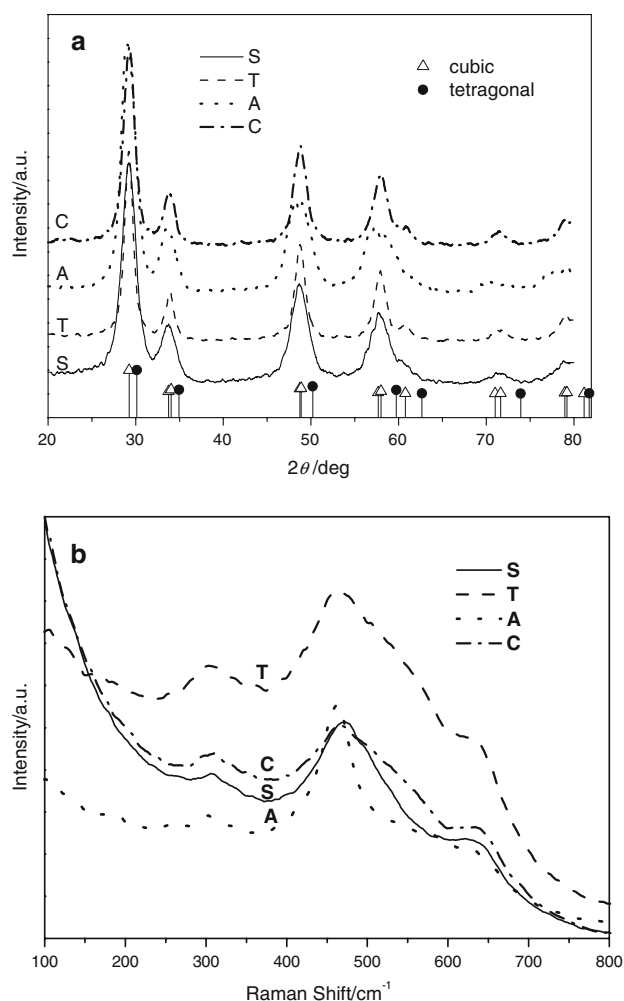 a
S
T
A
C
cubic
tetragonal
Intensity/a.u.
C
A
T
S
20 30 40 50 60 70 80
2θ/deg
b
S
T
A
C
Intensity/a.u.
T
C
S
A
100 200 300 400 500 600 700 800
Raman Shift/cm-1